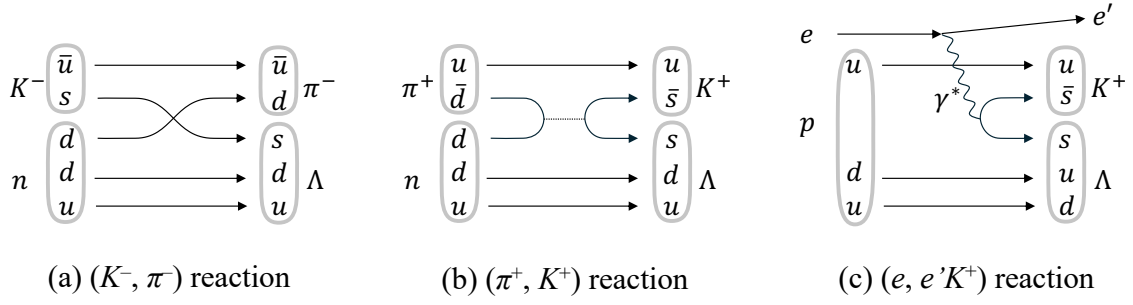 e e′
K⁻ ū s ū d π⁻
n d d u s d u Λ
π⁺ u d̄ u s̄ K⁺
n d d u s d u Λ
p u d u γ* u s̄ K⁺
s u d Λ
(a) (K⁻, π⁻) reaction
(b) (π⁺, K⁺) reaction
(c) (e, e’K⁺) reaction